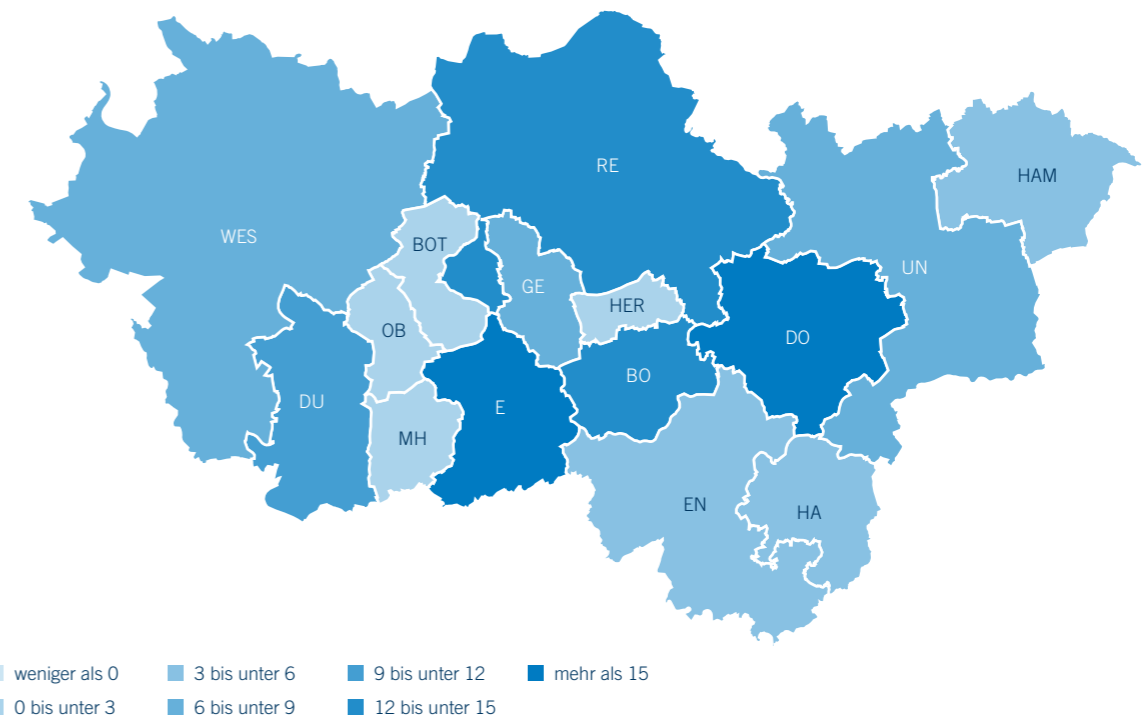 RE
HAM
WES
BOT
UN
GE
HER
OB
DO
BO
DU
E
MH
EN
HA
weniger als 0 3 bis unter 6 9 bis unter 12 mehr als 15
0 bis unter 3 6 bis unter 9 12 bis unter 15